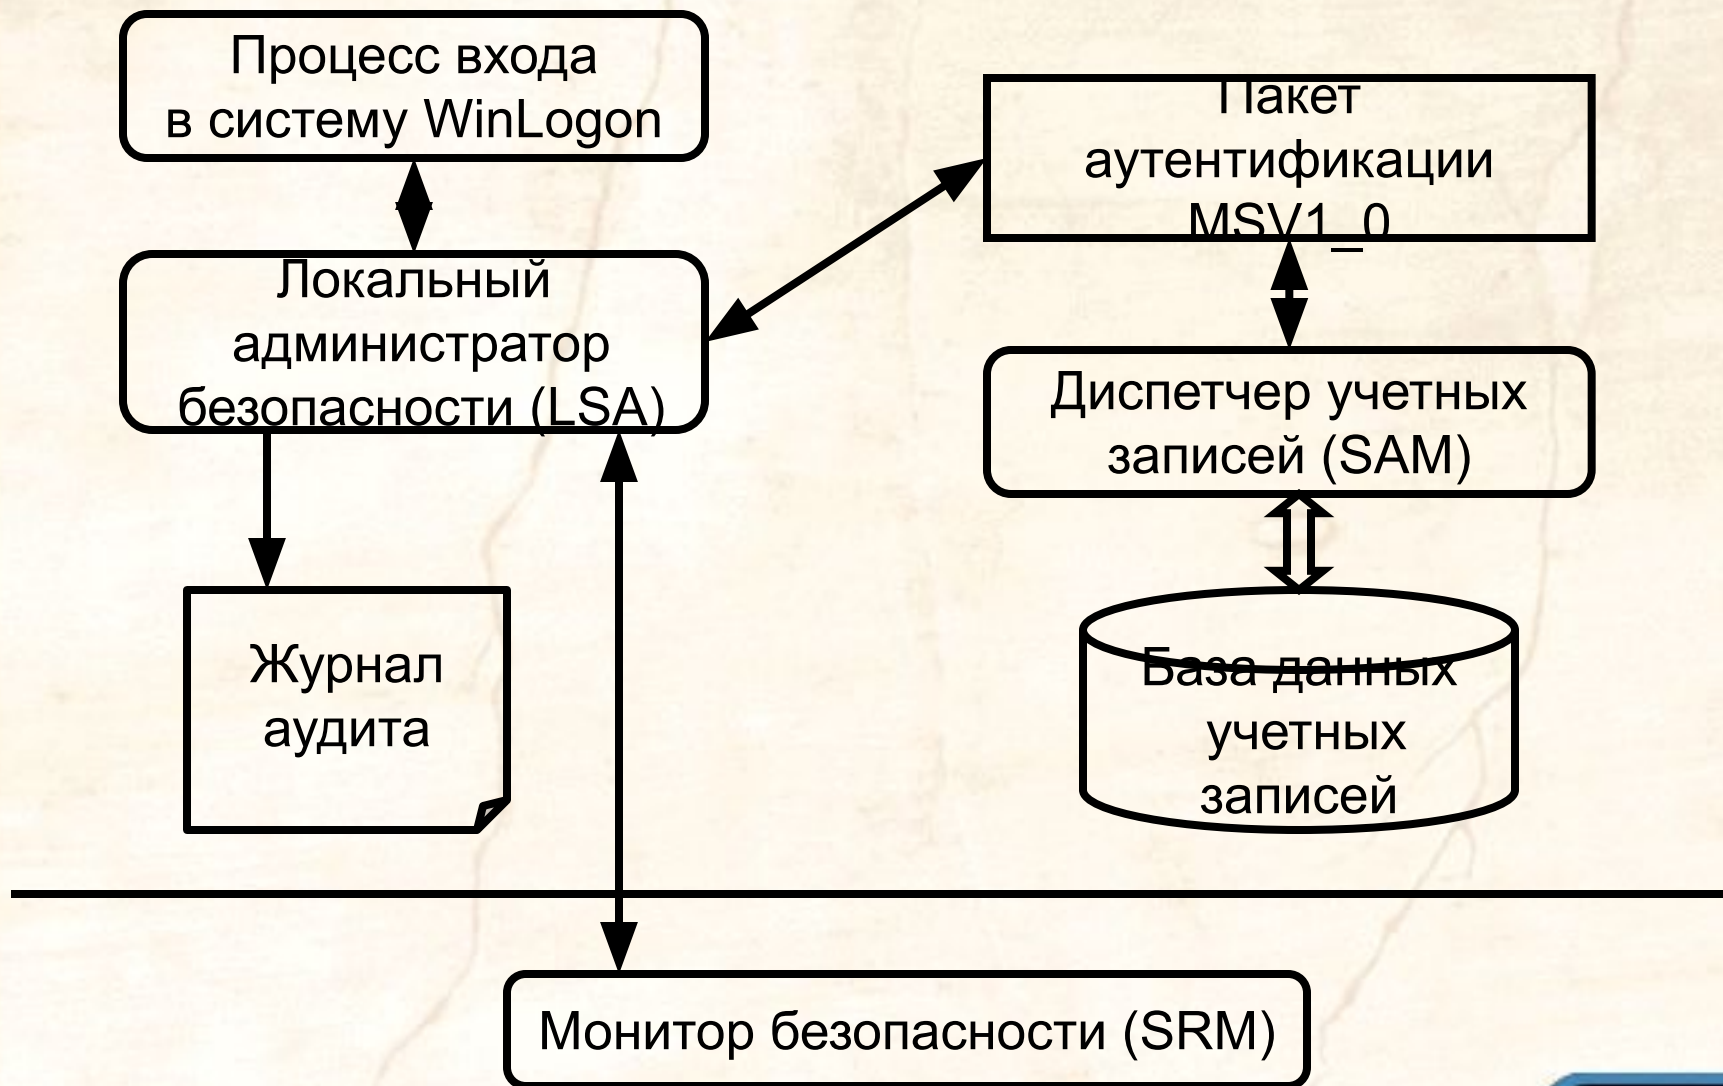 Процесс входа
в систему WinLogon
Локальный
администратор
безопасности (LSA)
Журнал
аудита
Пакет
аутентификации
MSV1_0
Диспетчер учетных
записей (SAM)
База данных
учетных
записей
Монитор безопасности (SRM)